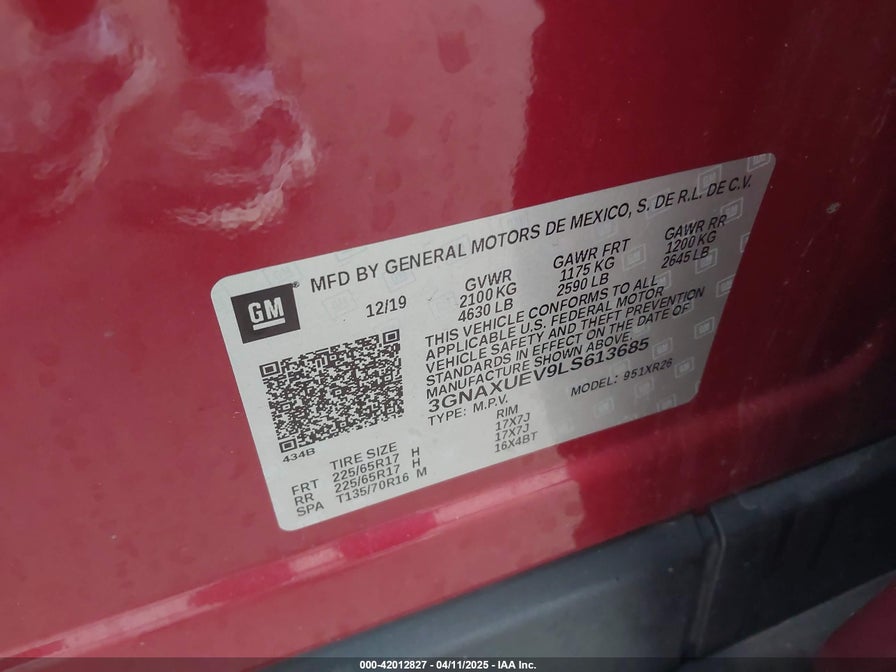 MFD BY GENERAL MOTORS DE MEXICO, S. DE R.L. DE C.V.
GM®
12/19
GVWR
2100 KG
4630 LB
GAWR FRT
1175 KG
2590 LB
GAWR RR
1200 KG
2645 LB
THIS VEHICLE CONFORMS TO ALL
APPLICABLE U.S. FEDERAL MOTOR
VEHICLE SAFETY AND THEFT PREVENTION
STANDARDS IN EFFECT ON THE DATE OF
MANUFACTURE SHOWN ABOVE.
3GNAXUEV9LS613685
TYPE: M.P.V.
MODEL: 951XR26
434B
TIRE SIZE RIM
FRT 225/65R17 H 17X7J
RR 225/65R17 H 17X7J
SPA T135/70R16 M 16X4BT
000-42012827 - 04/11/2025 - IAA Inc.